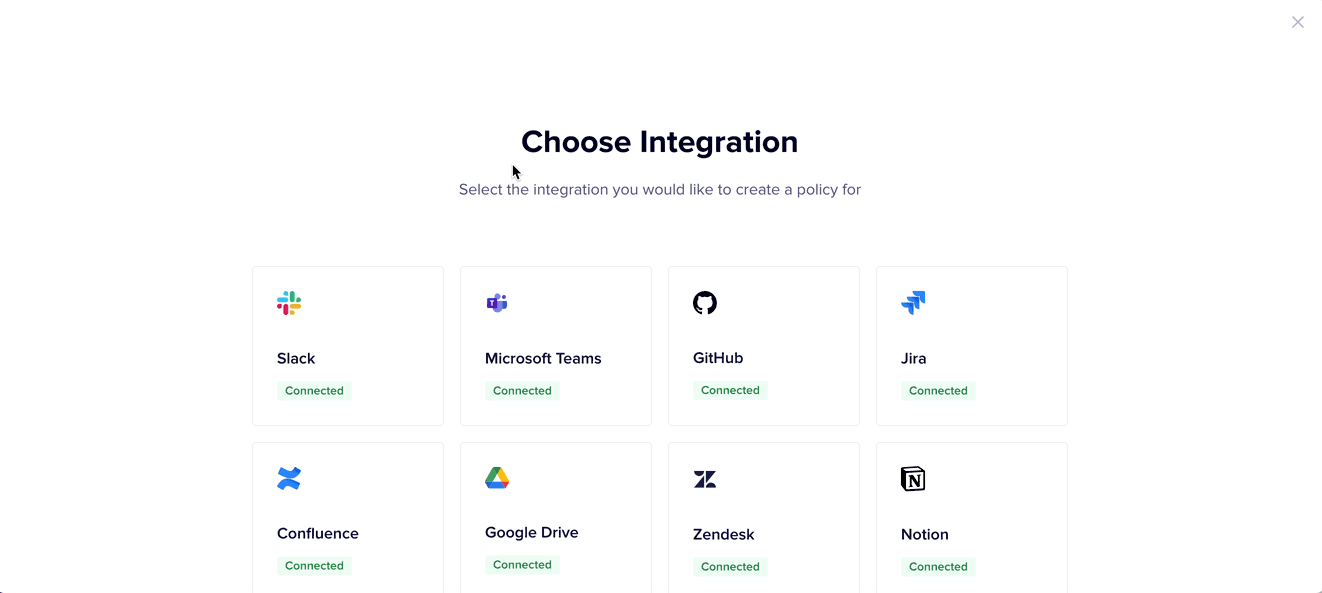 Choose Integration
Select the integration you would like to create a policy for
Slack
Connected
Microsoft Teams
Connected
GitHub
Connected
Jira
Connected
Confluence
Connected
Google Drive
Connected
Zendesk
Connected
Notion
Connected